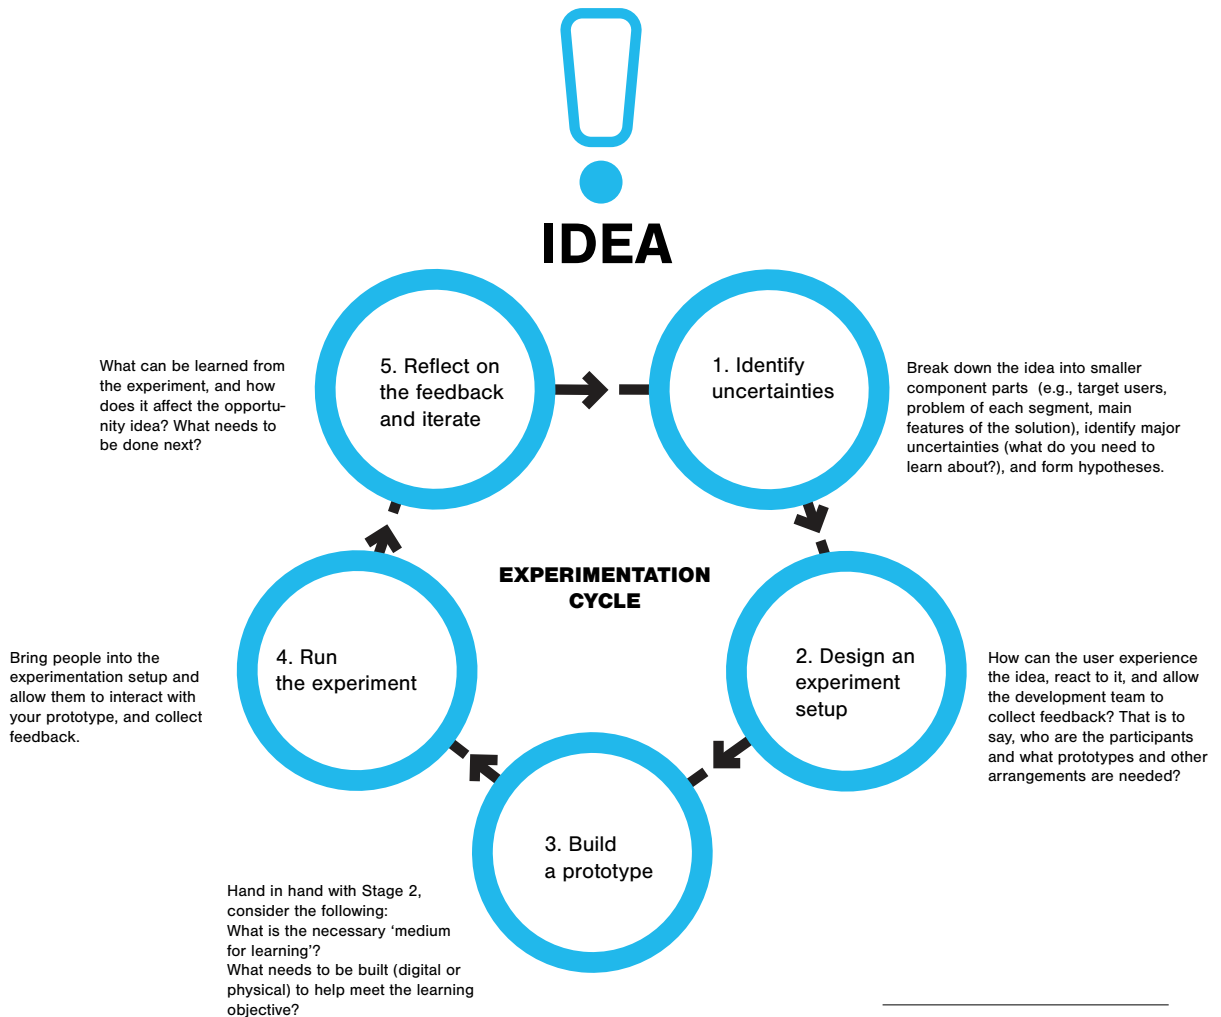 IDEA
5. Reflect on
the feedback
and iterate
1. Identify
uncertainties
What can be learned from
the experiment, and how
does it affect the opportu-
nity idea? What needs to
be done next?
Break down the idea into smaller
component parts  (e.g., target users,
problem of each segment, main
features of the solution), identify major
uncertainties (what do you need to
learn about?), and form hypotheses.
EXPERIMENTATION
CYCLE
4. Run
the experiment
2. Design an
experiment
setup
Bring people into the
experimentation setup and
allow them to interact with
your prototype, and collect
feedback.
How can the user experience
the idea, react to it, and allow
the development team to
collect feedback? That is to
say, who are the participants
and what prototypes and other
arrangements are needed?
3. Build
a prototype
Hand in hand with Stage 2,
consider the following:
What is the necessary ‘medium
for learning’?
What needs to be built (digital or
physical) to help meet the learning
objective?